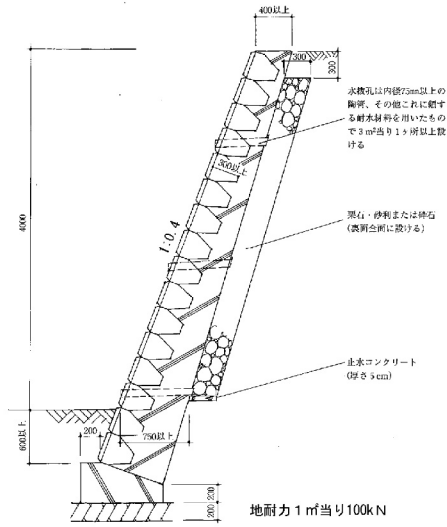 400以上
300
300
水抜孔は内径75mm以上の
陶管、その他これに類す
る耐水材料を用いたもの
で3㎡当り1ヶ所以上設
ける
300以上
4000
1:0.4
栗石・砂利または砕石
(裏面全面に設ける)
止水コンクリート
(厚さ5cm)
600以上
200
750以上
200
200
地耐力1㎡当り100kN